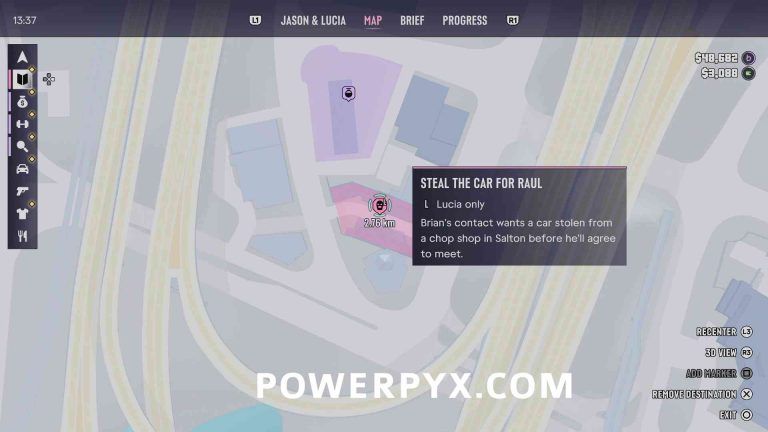 13:37
L1 JASON & LUCIA MAP BRIEF PROGRESS R1
$48,682
$3,088
STEAL THE CAR FOR RAUL
L Lucia only
Brian's contact wants a car stolen from
a chop shop in Salton before he'll agree
to meet.
2.76 km
RECENTER L3
3D VIEW R3
ADD MARKER
REMOVE DESTINATION
EXIT
POWERPYX.COM